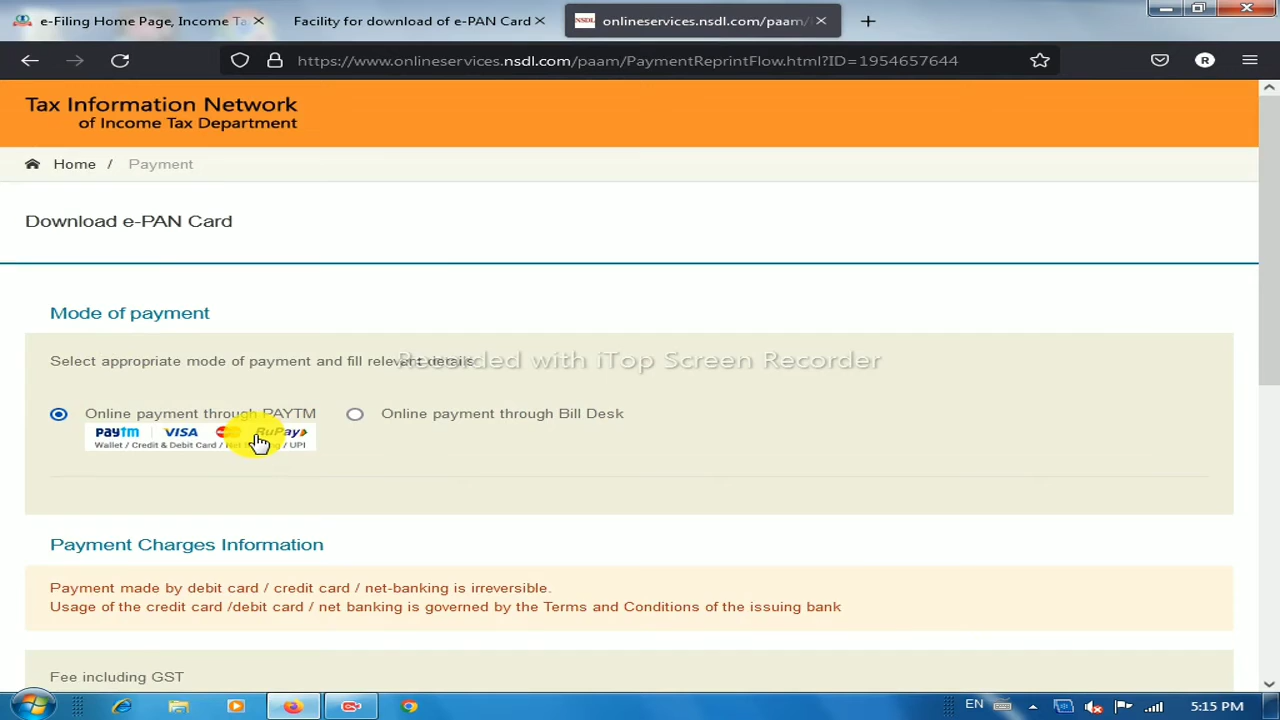 e-Filing Home Page, Income Ta
Facility for download of e-PAN Card
NSDL
onlineservices.nsdl.com/paam/
https://www.onlineservices.nsdl.com/paam/PaymentReprintFlow.html?ID=1954657644
R
Tax Information Network
of Income Tax Department
Home / Payment
Download e-PAN Card
Mode of payment
Select appropriate mode of payment and fill relevant details
Recorded with iTop Screen Recorder
Online payment through PAYTM
Online payment through Bill Desk
paytm VISA RuPay
Wallet / Credit & Debit Card / Net Banking / UPI
Payment Charges Information
Payment made by debit card / credit card / net-banking is irreversible.
Usage of the credit card /debit card / net banking is governed by the Terms and Conditions of the issuing bank
Fee including GST
EN
5:15 PM